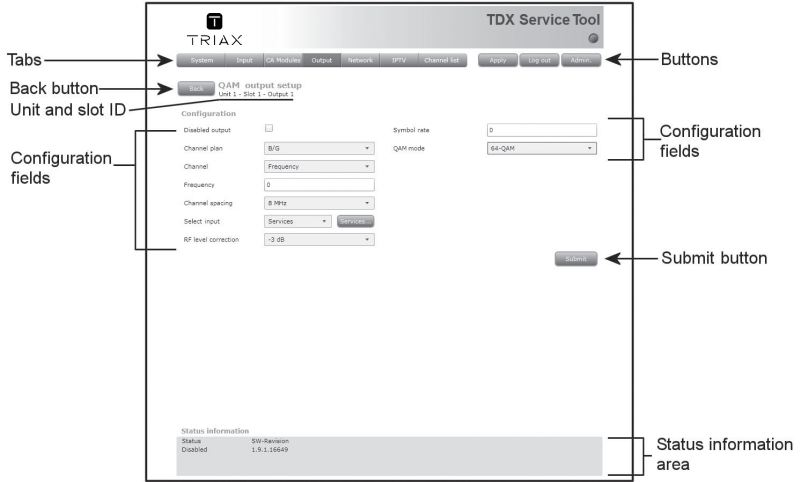 TRIAX
TDX Service Tool
Tabs
System Input CA Modules Output Network IPTV Channel list Apply Log out Admin.
Buttons
Back button
Back
QAM output setup
Unit and slot ID
Unit 1 - Slot 1 - Output 1
Configuration
Disabled output
Symbol rate 0
Configuration
fields
Channel plan B/G
QAM mode 64-QAM
Configuration
fields
Channel Frequency
Frequency 0
Channel spacing 8 MHz
Select input Services Services...
RF level correction -3 dB
Submit
Submit button
Status information
Status SW-Revision
Disabled 1.9.1.16649
Status information
area